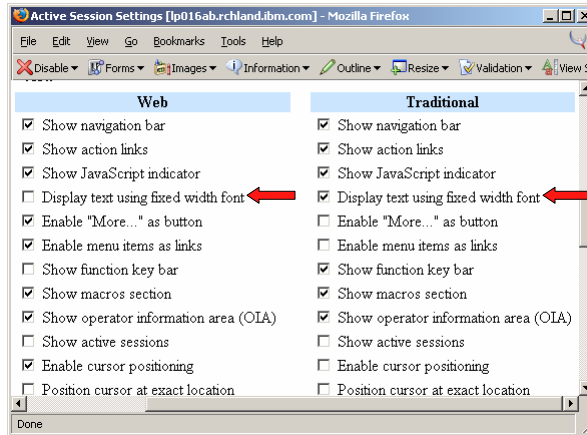 Active Session Settings [lp016ab.rchland.ibm.com] - Mozilla Firefox
File Edit View Go Bookmarks Tools Help
Disable Forms Images Information Outline Resize Validation View S
Web Traditional
Show navigation bar Show navigation bar
Show action links Show action links
Show JavaScript indicator Show JavaScript indicator
Display text using fixed width font Display text using fixed width font
Enable "More..." as button Enable "More..." as button
Enable menu items as links Enable menu items as links
Show function key bar Show function key bar
Show macros section Show macros section
Show operator information area (OIA) Show operator information area (OIA)
Show active sessions Show active sessions
Enable cursor positioning Enable cursor positioning
Position cursor at exact location Position cursor at exact location
Done